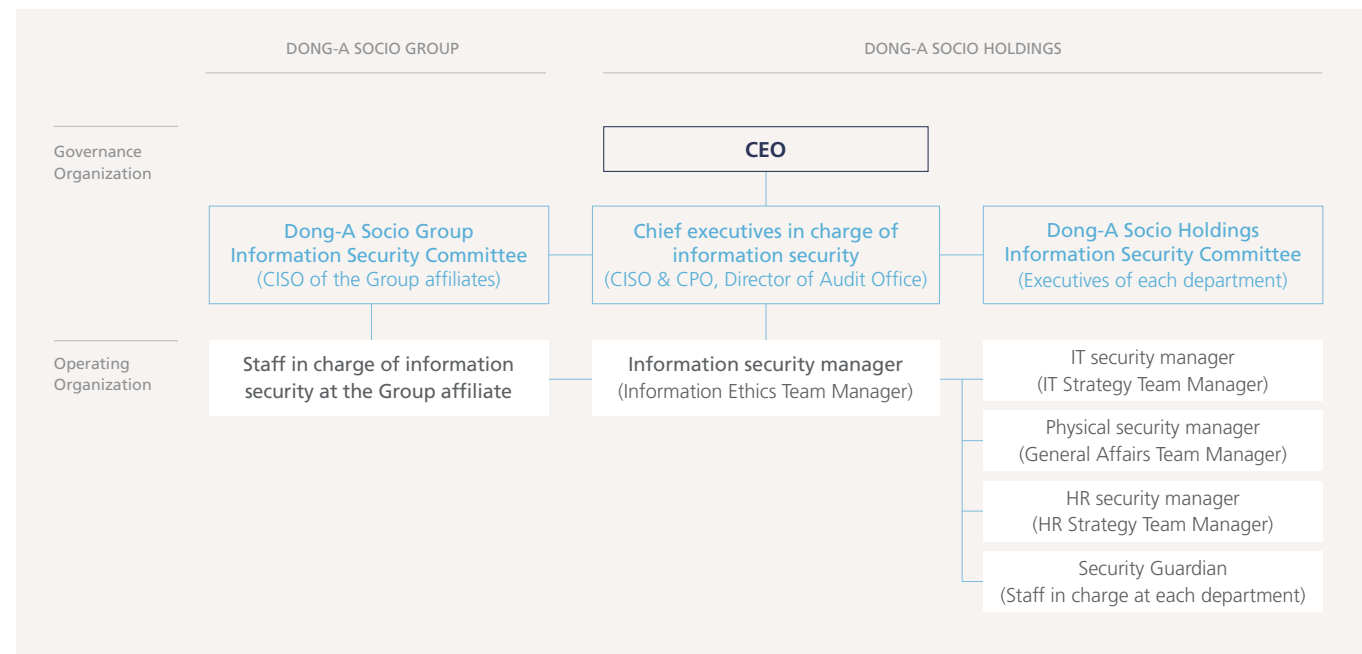 DONG-A SOCIO GROUP
DONG-A SOCIO HOLDINGS
Governance
Organization
CEO
Dong-A Socio Group
Information Security Committee
(CISO of the Group affiliates)
Chief executives in charge of
information security
(CISO & CPO, Director of Audit Office)
Dong-A Socio Holdings
Information Security Committee
(Executives of each department)
Operating
Organization
Staff in charge of information
security at the Group affiliate
Information security manager
(Information Ethics Team Manager)
IT security manager
(IT Strategy Team Manager)
Physical security manager
(General Affairs Team Manager)
HR security manager
(HR Strategy Team Manager)
Security Guardian
(Staff in charge at each department)